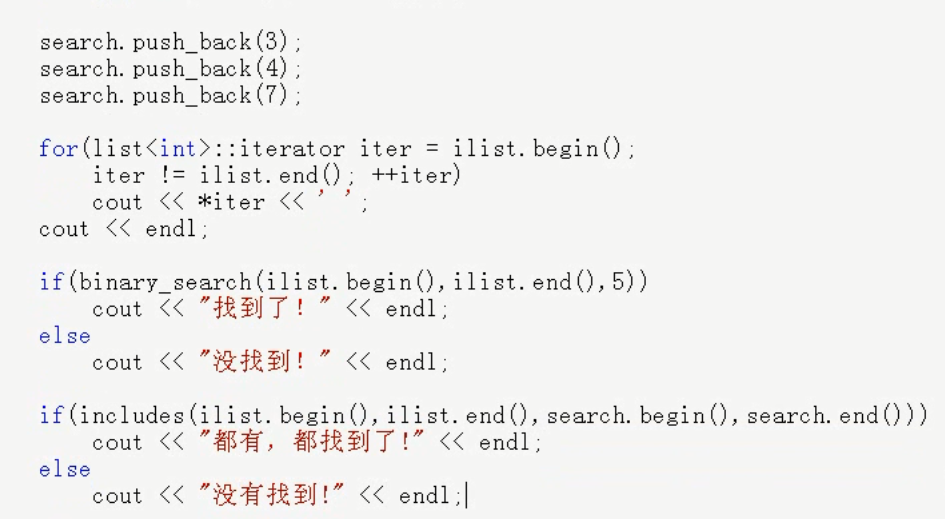 search.push_back(3);
search.push_back(4);
search.push_back(7);
for(list<int>::iterator iter = ilist.begin();
iter != ilist.end(); ++iter)
cout << *iter << ' ';
cout << endl;
if(binary_search(ilist.begin(),ilist.end(),5))
cout << "找到了！" << endl;
else
cout << "没找到！" << endl;
if(includes(ilist.begin(),ilist.end(),search.begin(),search.end()))
cout << "都有，都找到了!" << endl;
else
cout << "没有找到!" << endl;